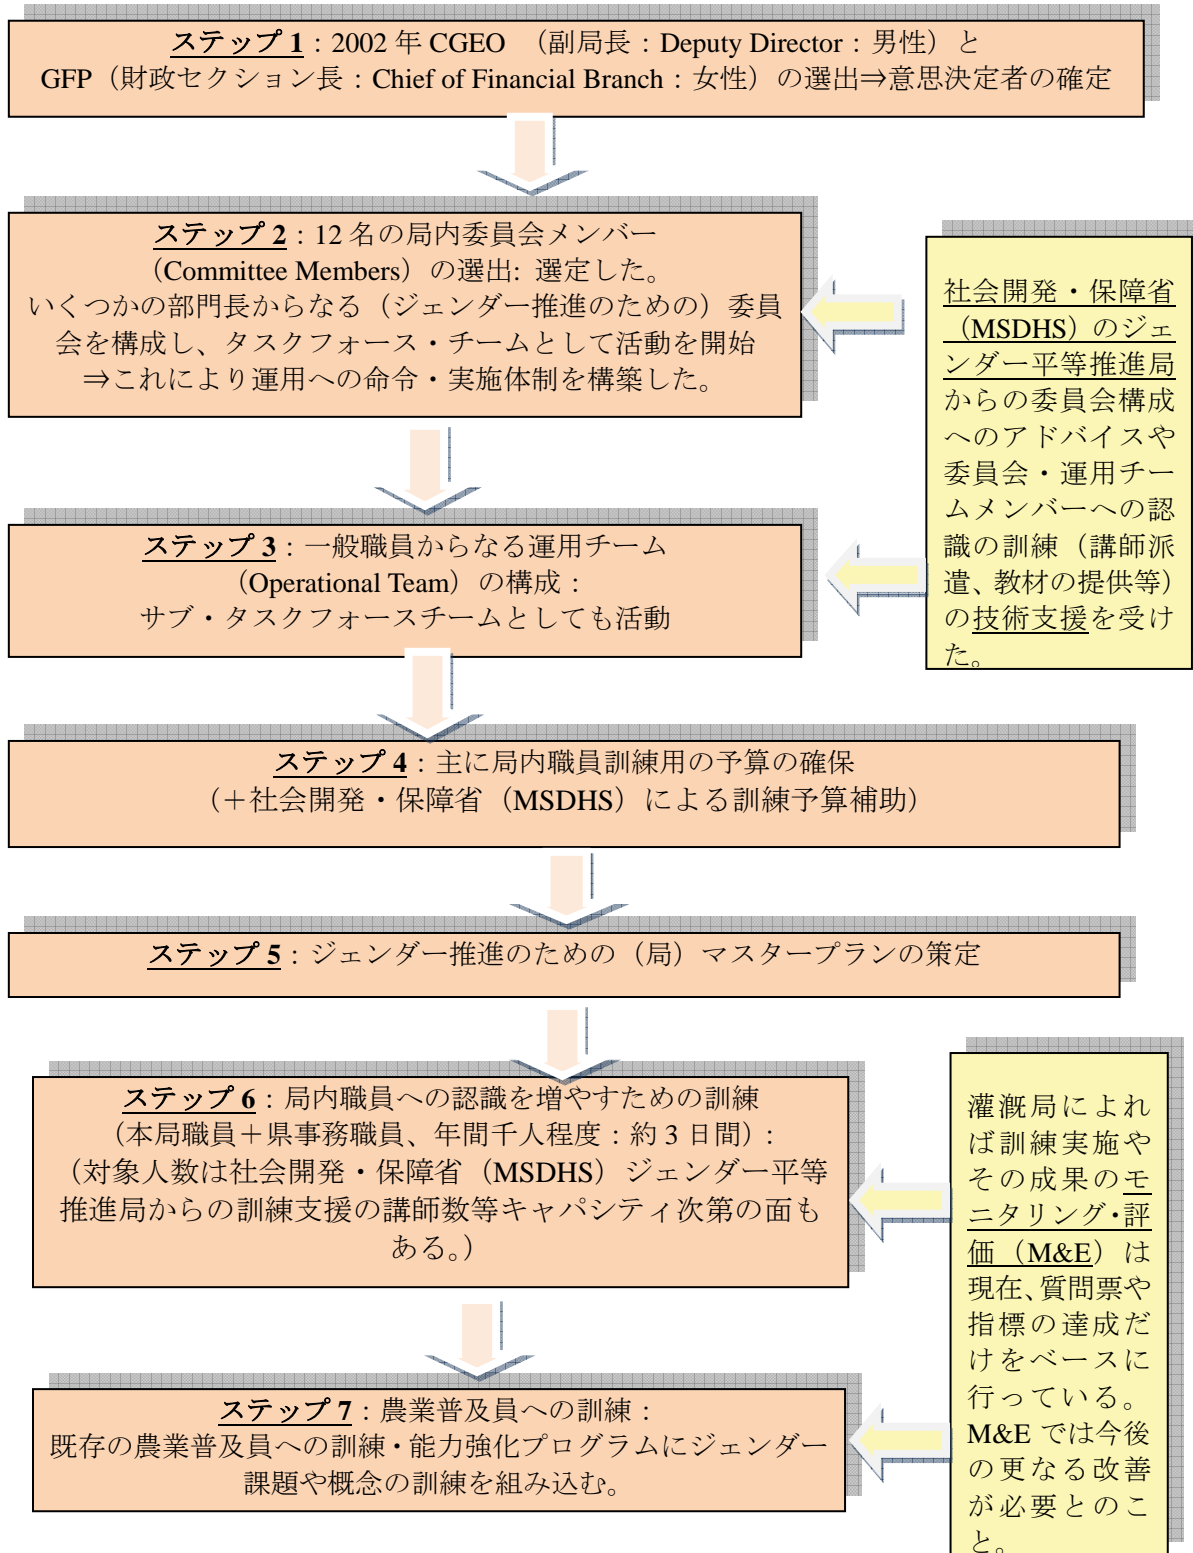 ステップ 1：2002 年 CGEO （副局長：Deputy Director：男性）と
GFP（財政セクション長：Chief of Financial Branch：女性）の選出⇒意思決定者の確定
ステップ 2：12 名の局内委員会メンバー
（Committee Members）の選出: 選定した。
いくつかの部門長からなる（ジェンダー推進のための）委員
会を構成し、タスクフォース・チームとして活動を開始
⇒これにより運用への命令・実施体制を構築した。
社会開発・保障省
（MSDHS）のジェ
ンダー平等推進局
からの委員会構成
へのアドバイスや
委員会・運用チー
ムメンバーへの認
識の訓練（講師派
遣、教材の提供等）
の技術支援を受け
た。
ステップ 3：一般職員からなる運用チーム
（Operational Team）の構成：
サブ・タスクフォースチームとしても活動
ステップ 4：主に局内職員訓練用の予算の確保
（＋社会開発・保障省（MSDHS）による訓練予算補助）
ステップ 5：ジェンダー推進のための（局）マスタープランの策定
ステップ 6：局内職員への認識を増やすための訓練
（本局職員＋県事務職員、年間千人程度：約 3 日間）：
（対象人数は社会開発・保障省（MSDHS）ジェンダー平等
推進局からの訓練支援の講師数等キャパシティ次第の面も
ある。）
灌漑局によれ
ば訓練実施や
その成果のモ
ニタリング・評
価（M&E）は
現在、質問票や
指標の達成だ
けをベースに
行っている。
M&E では今後
の更なる改善
が必要とのこ
と。
ステップ 7：農業普及員への訓練：
既存の農業普及員への訓練・能力強化プログラムにジェンダー
課題や概念の訓練を組み込む。